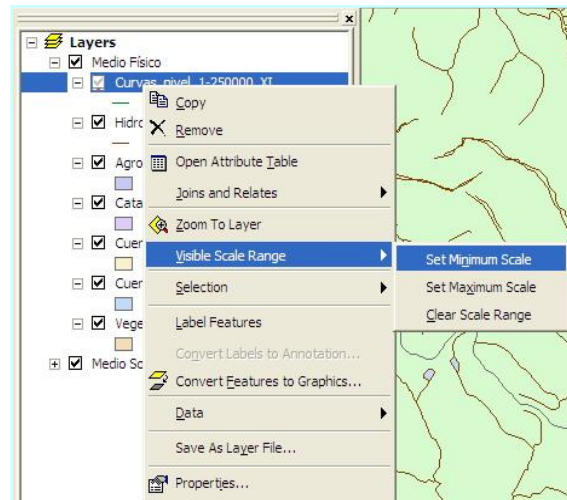 Layers
Medio Físico
Curvas_nivel_1-250000_XI
Hidro
Agro
Cata
Cuer
Cuer
Vege
Medio So
Copy
Remove
Open Attribute Table
Joins and Relates
Zoom To Layer
Visible Scale Range
Selection
Label Features
Convert Labels to Annotation...
Convert Features to Graphics...
Data
Save As Layer File...
Properties...
Set Minimum Scale
Set Maximum Scale
Clear Scale Range